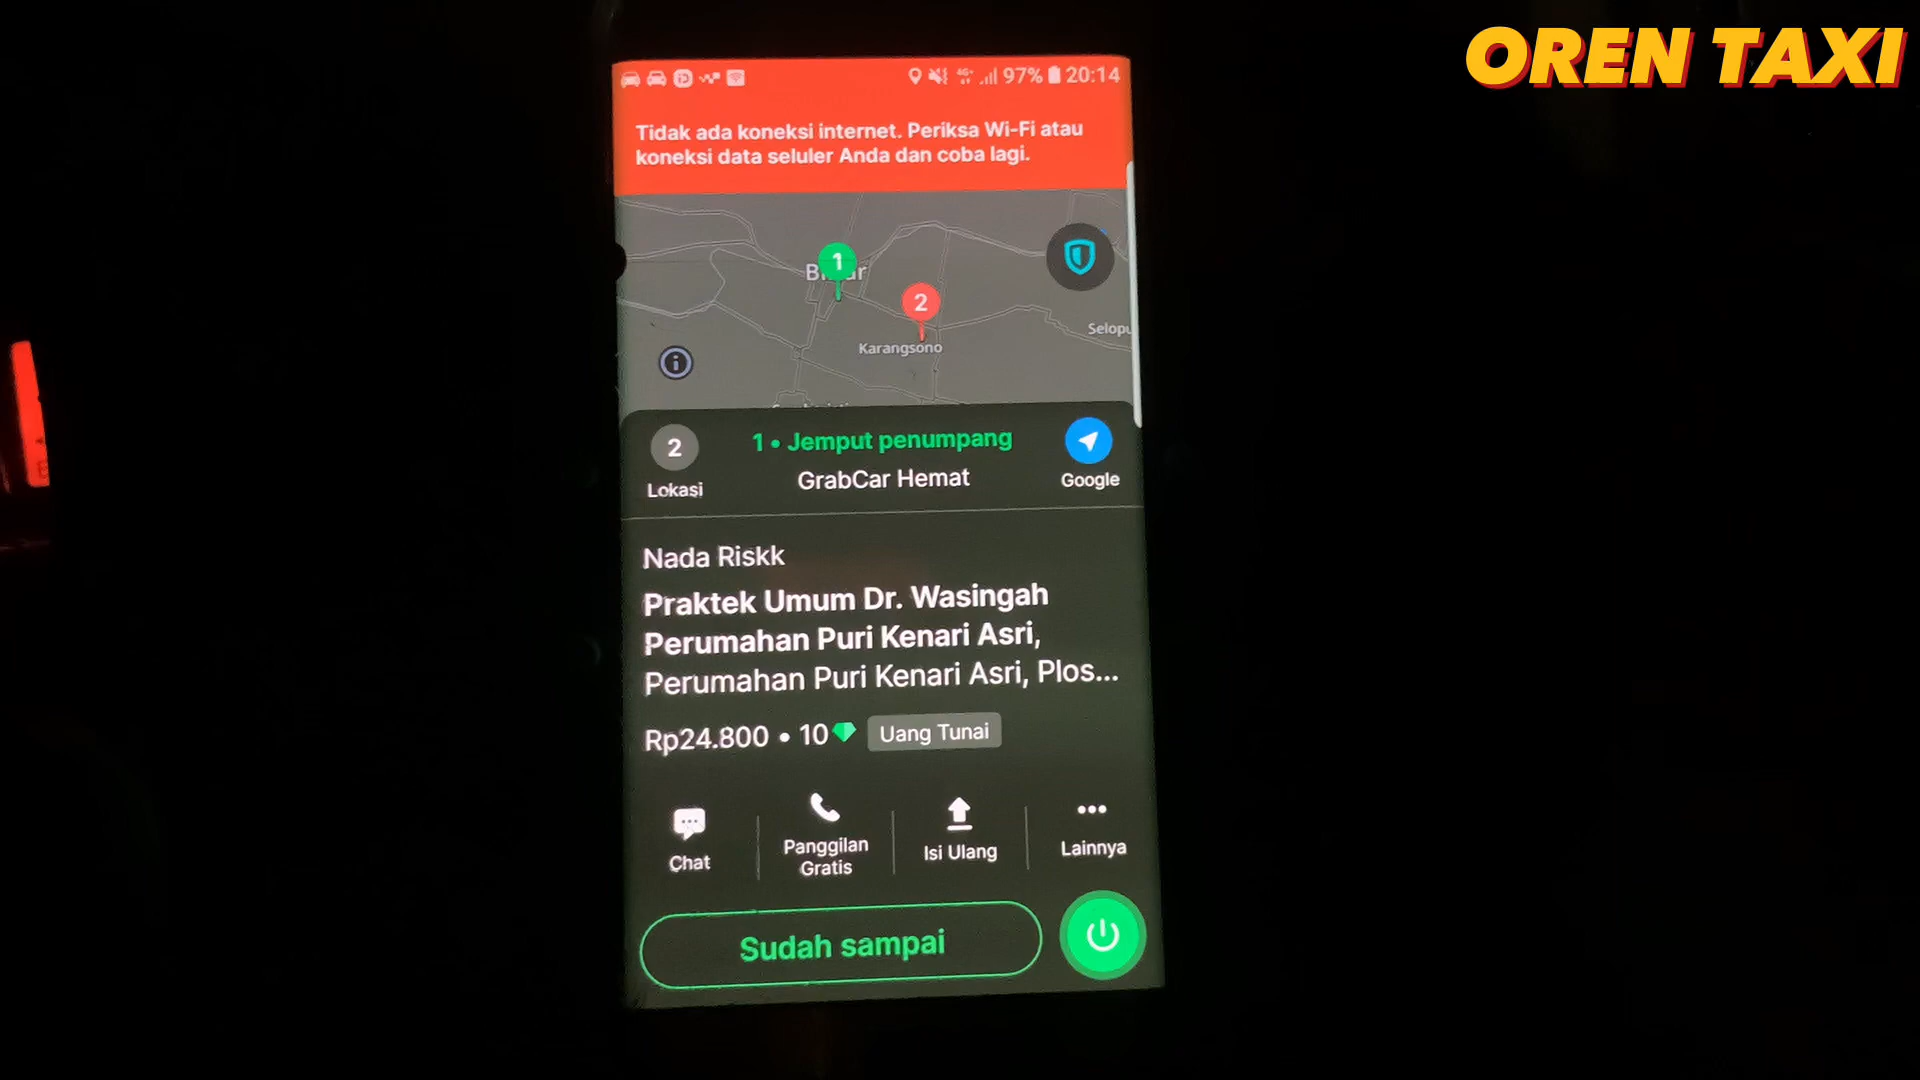 OREN TAXI
97% 20:14
Tidak ada koneksi internet. Periksa Wi-Fi atau
koneksi data seluler Anda dan coba lagi.
1
2
Karangsono
1 • Jemput penumpang
2
GrabCar Hemat
Lokasi
Google
Nada Riskk
Praktek Umum Dr. Wasingah
Perumahan Puri Kenari Asri,
Perumahan Puri Kenari Asri, Plos...
Rp24.800 • 10 Uang Tunai
Chat
Panggilan
Gratis
Isi Ulang
Lainnya
Sudah sampai